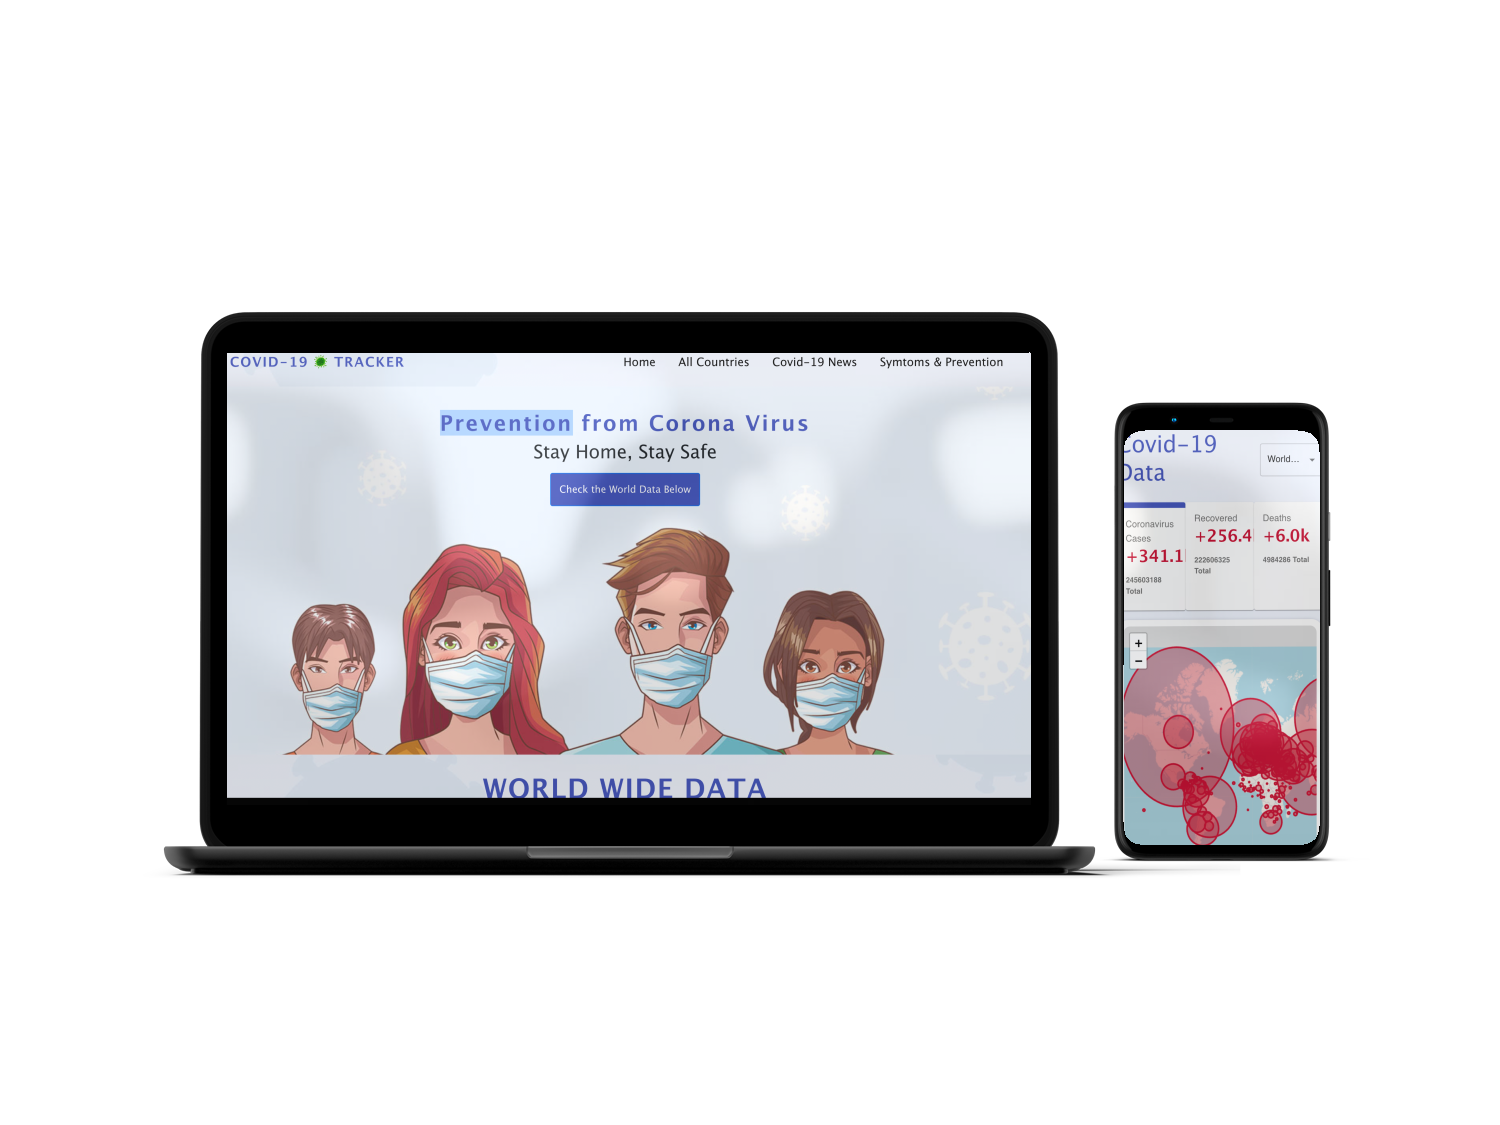 COVID-19 TRACKER
Home All Countries Covid-19 News Symtoms & Prevention
Prevention from Corona Virus
Stay Home, Stay Safe
Check the World Data Below
WORLD WIDE DATA
Covid-19
Data
World...
Coronavirus
Cases
+341.1
245603188
Total
Recovered
+256.4
222606325
Total
Deaths
+6.0k
4984286 Total
+
−